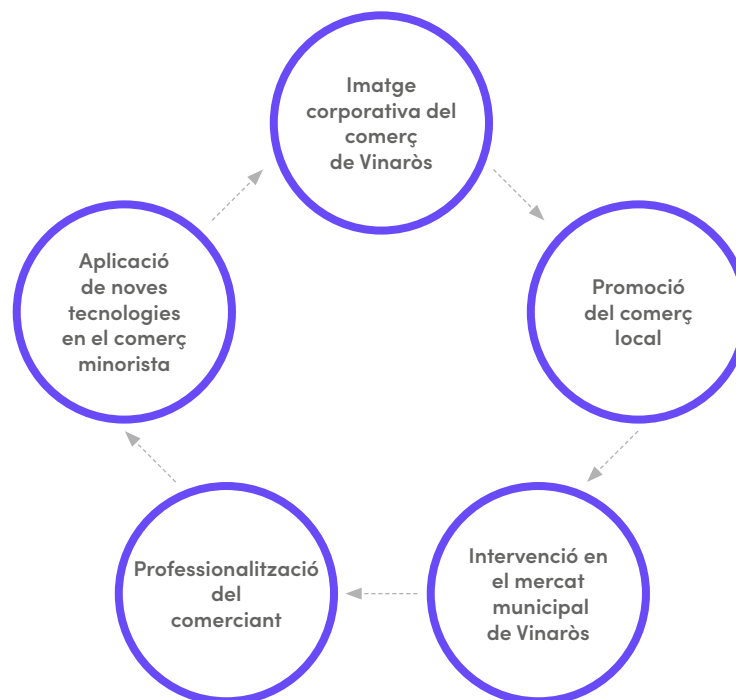 Imatge
corporativa del
comerç
de Vinaròs
Promoció
del comerç
local
Intervenció en
el mercat
municipal
de Vinaròs
Professionalització
del
comerciant
Aplicació
de noves
tecnologies
en el comerç
minorista